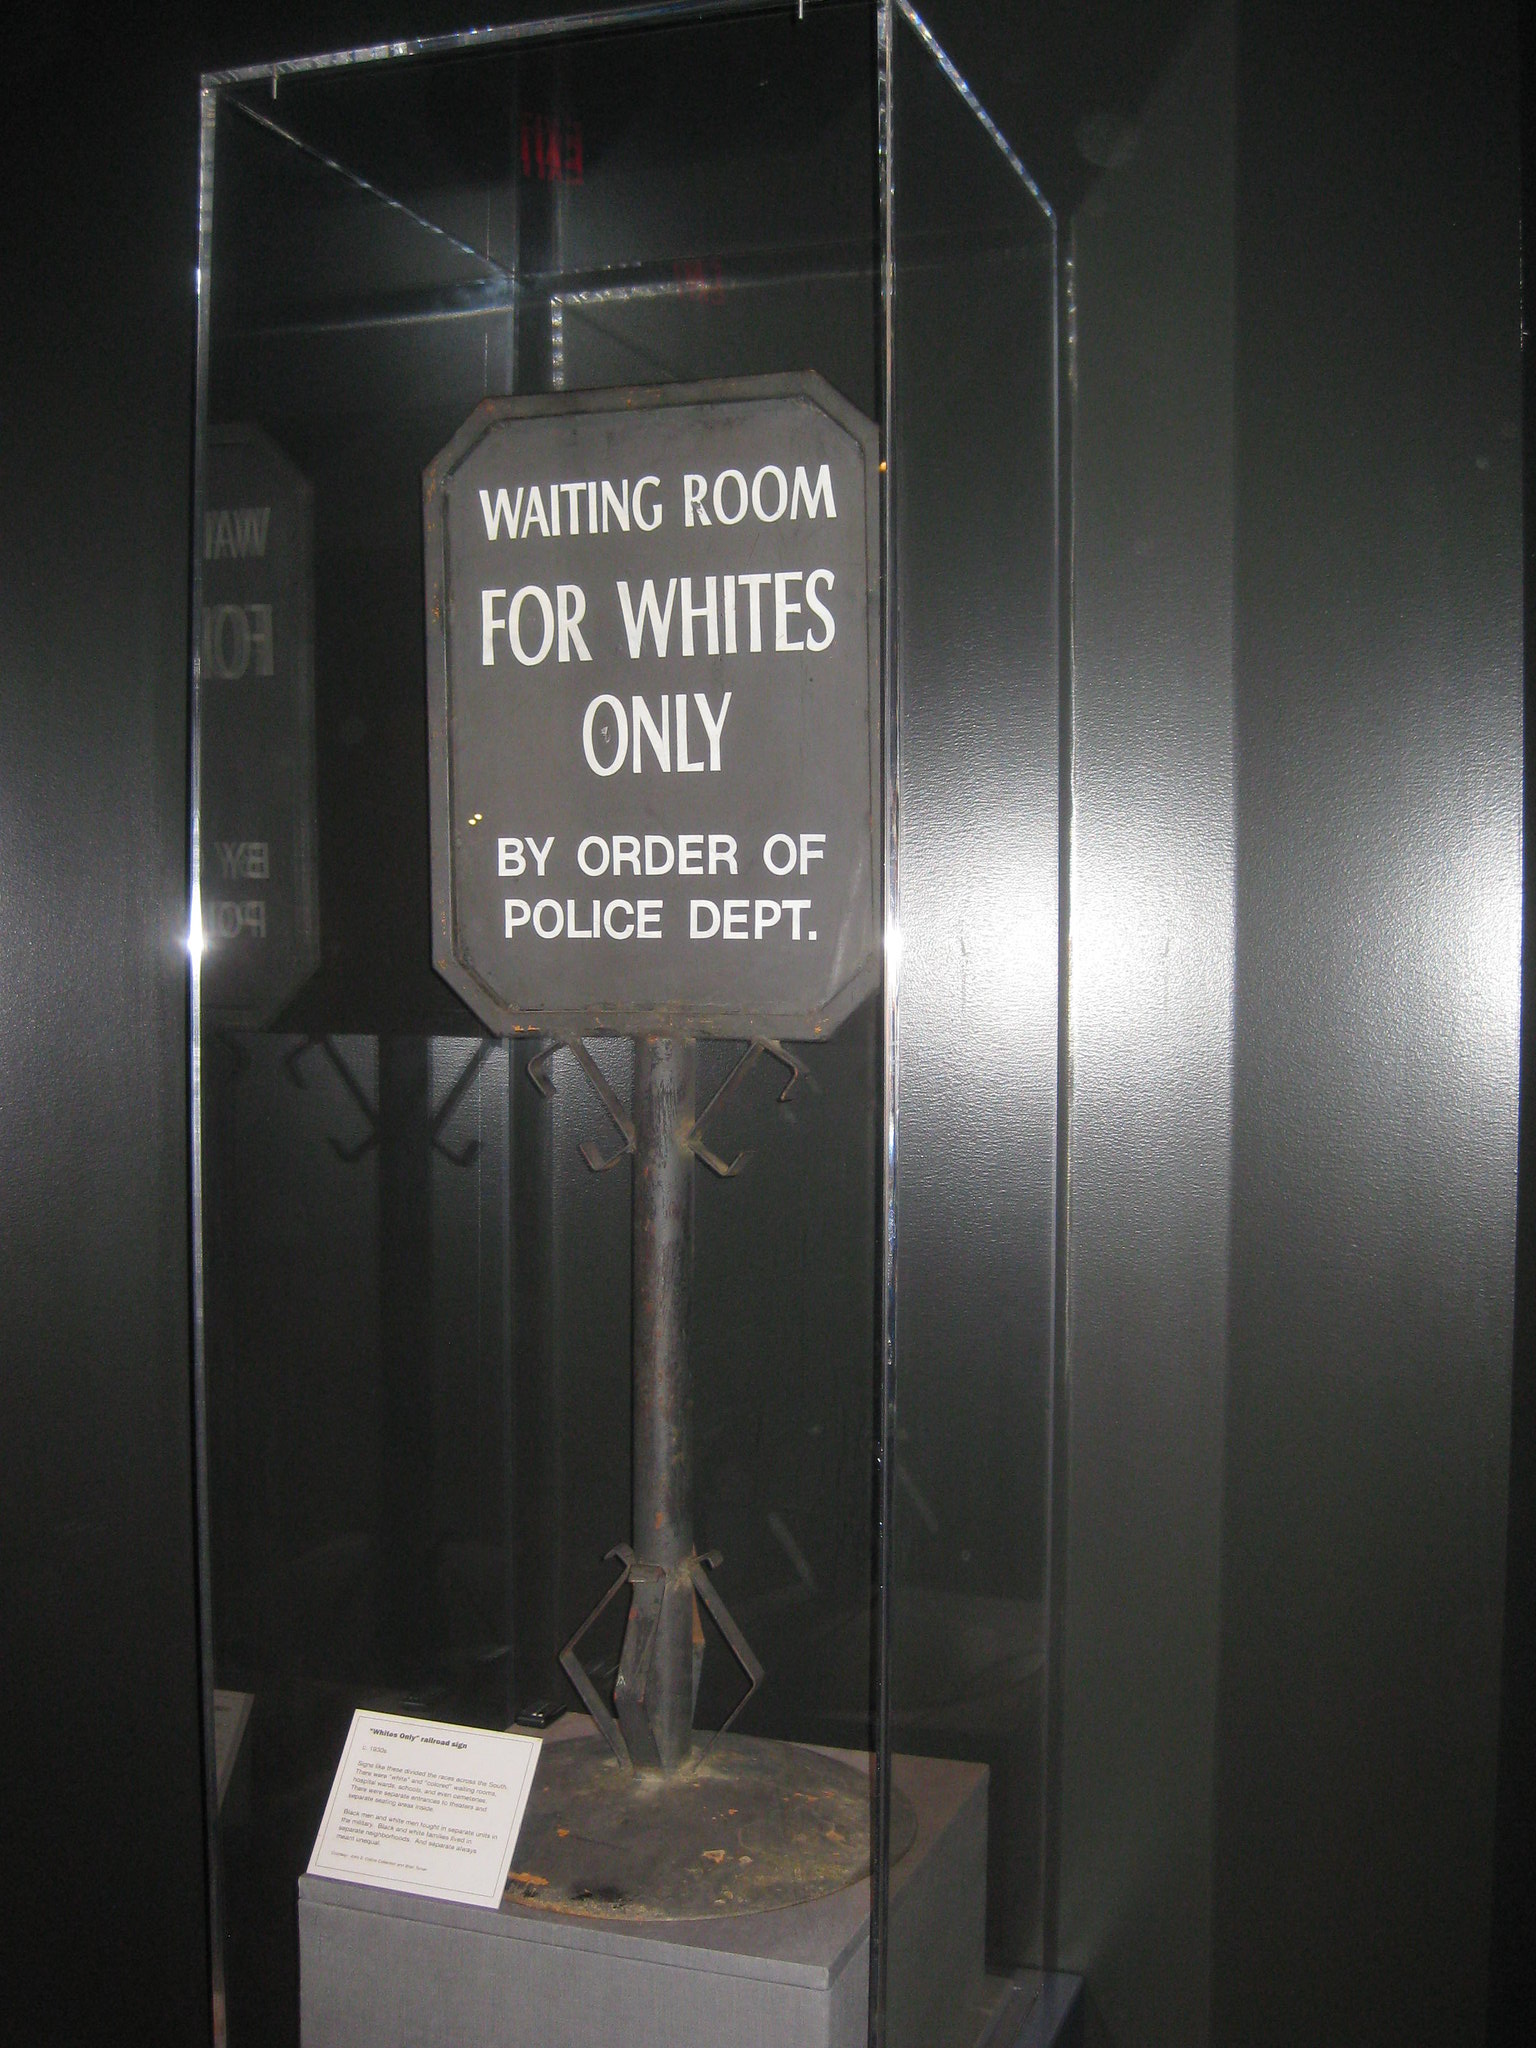 WAITING ROOM
FOR WHITES
ONLY
BY ORDER OF
POLICE DEPT.
EXIT
"Whites Only" railroad sign
c. 1930s
Signs like these divided the races across the South.
There were "white" and "colored" waiting rooms,
hospital wards, schools, and even cemeteries.
There were separate entrances to theaters and
separate seating areas inside.
Black men and white men fought in separate units in
the military. Black and white families lived in
separate neighborhoods. And separate always
meant unequal.